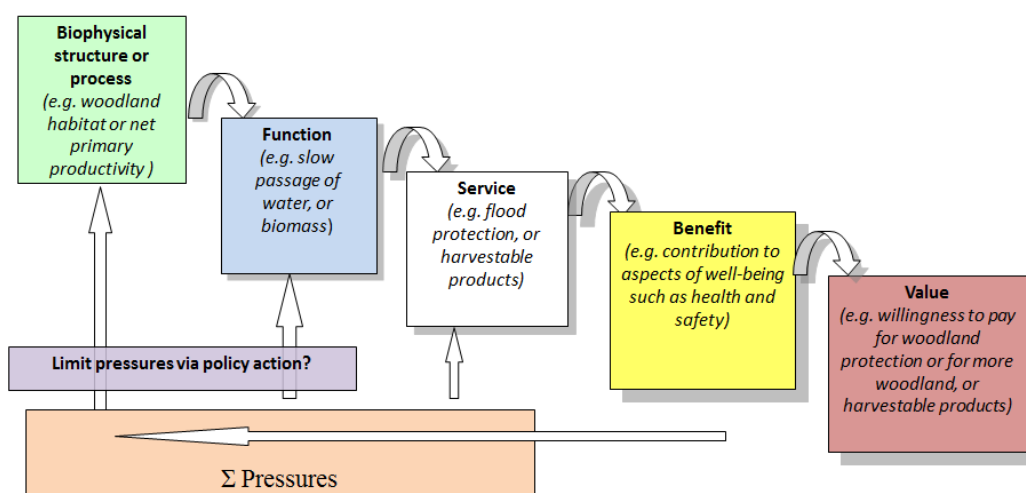 Biophysical
structure or
process
(e.g. woodland
habitat or net
primary
productivity )
Function
(e.g. slow
passage of
water, or
biomass)
Service
(e.g. flood
protection, or
harvestable
products)
Benefit
(e.g. contribution to
aspects of well-being
such as health and
safety)
Value
(e.g. willingness to pay
for woodland
protection or for more
woodland, or
harvestable products)
Limit pressures via policy action?
Σ Pressures